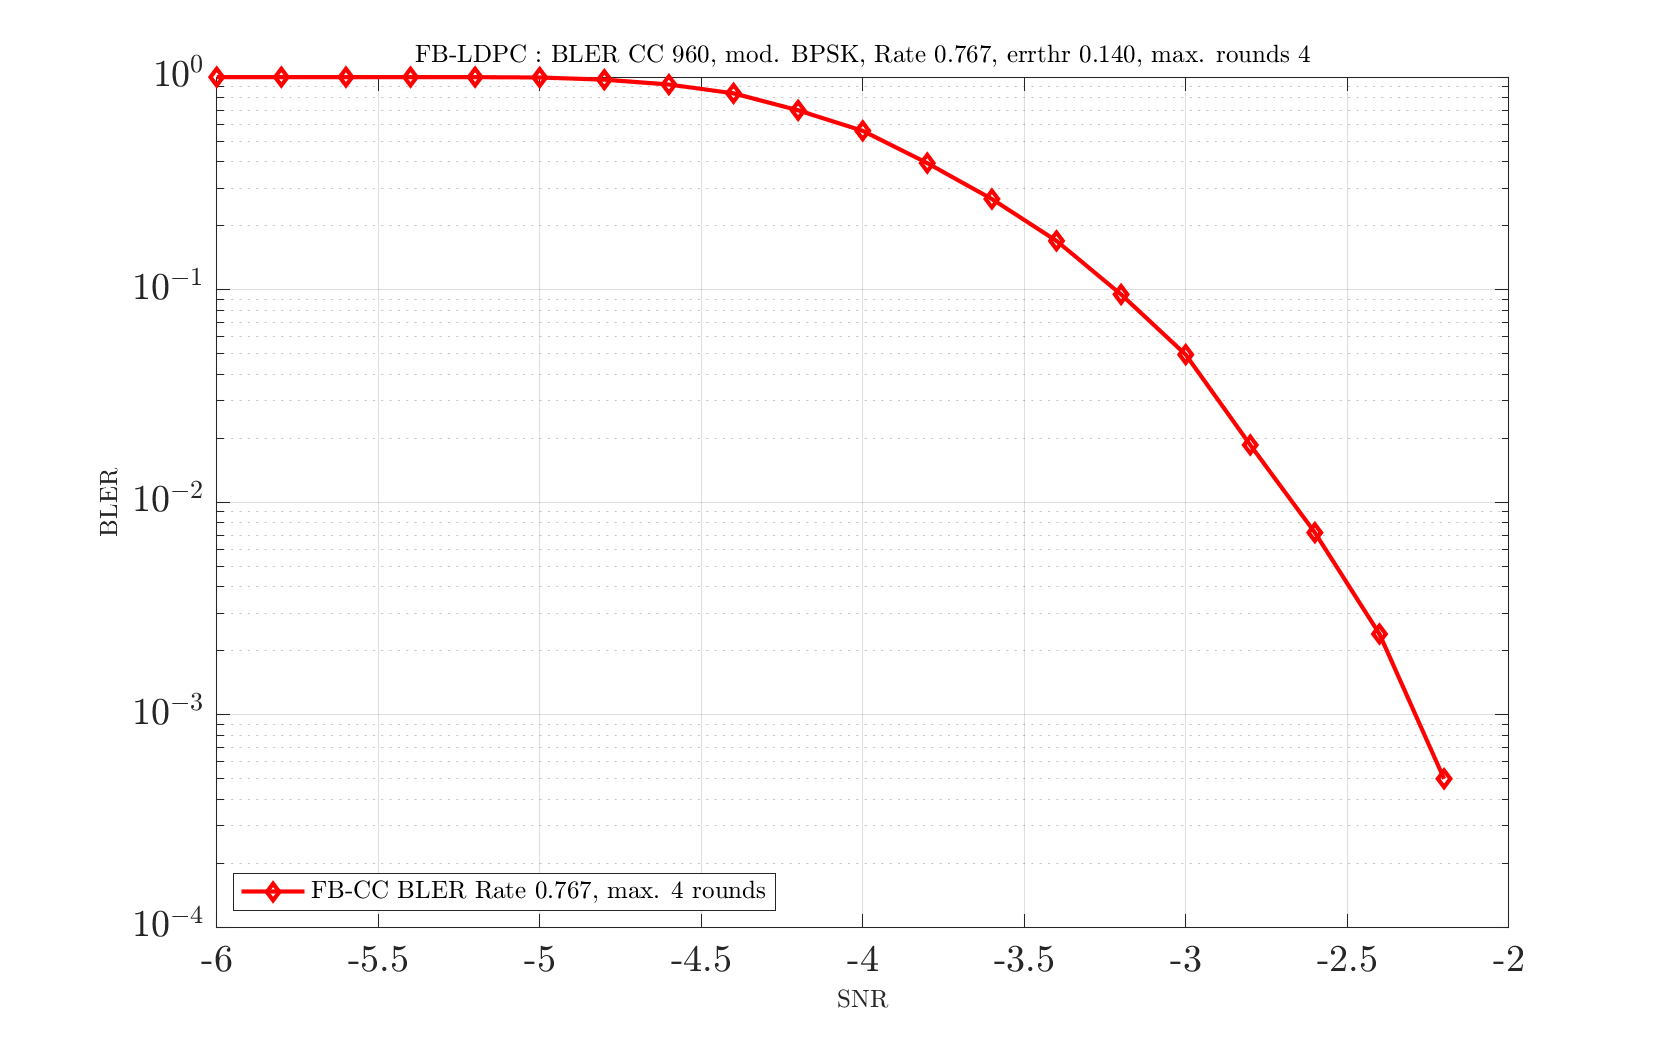 FB-LDPC : BLER CC 960, mod. BPSK, Rate 0.767, errthr 0.140, max. rounds 4
10^0
10^{-1}
10^{-2}
10^{-3}
10^{-4}
BLER
FB-CC BLER Rate 0.767, max. 4 rounds
-6 -5.5 -5 -4.5 -4 -3.5 -3 -2.5 -2
SNR